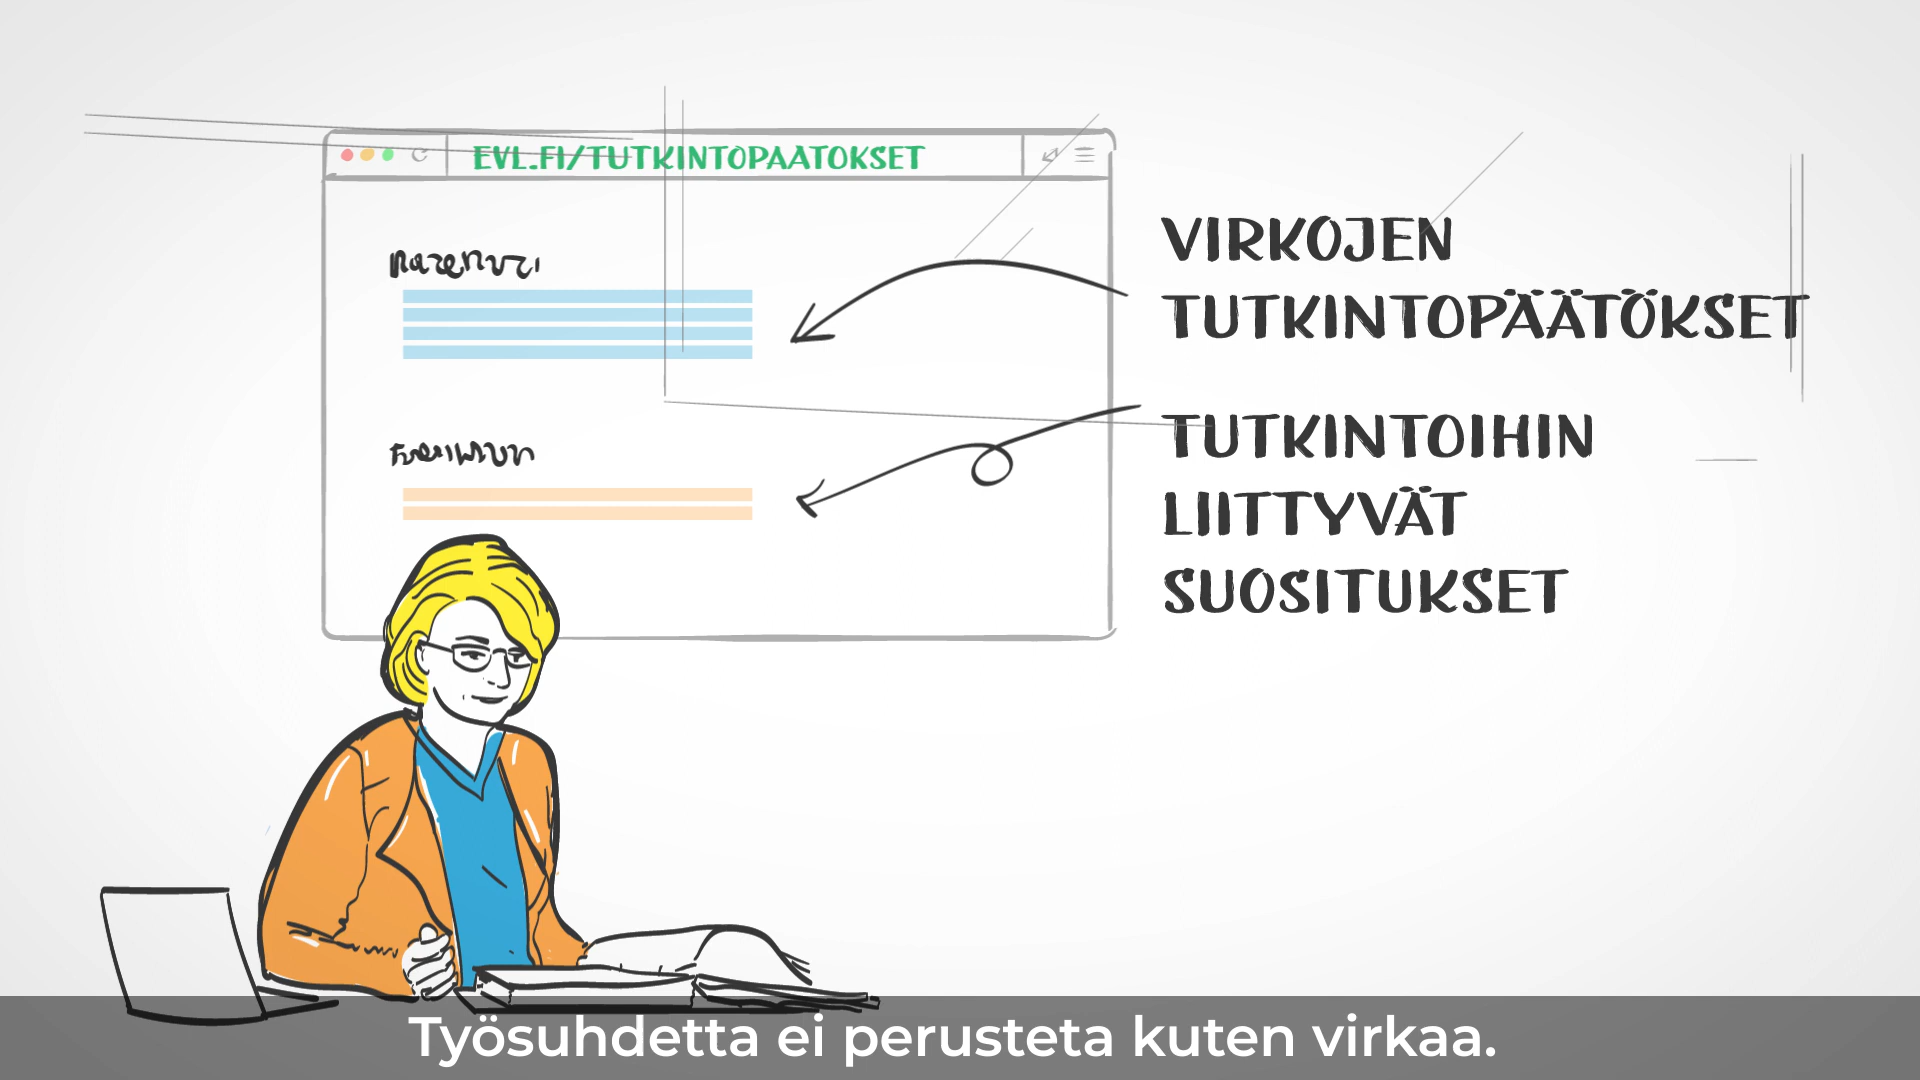 EVL.FI/TUTKINTOPAATOKSET
VIRKOJEN
TUTKINTOPÄÄTÖKSET
TUTKINTOIHIN
LIITTYVÄT
SUOSITUKSET
Työsuhdetta ei perusteta kuten virkaa.